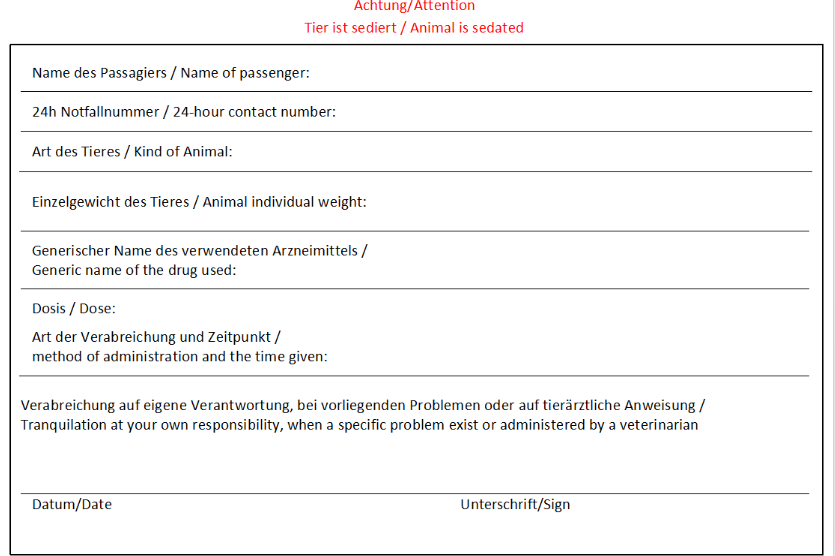 Achtung/Attention
Tier ist sediert / Animal is sedated
Name des Passagiers / Name of passenger:
24h Notfallnummer / 24-hour contact number:
Art des Tieres / Kind of Animal:
Einzelgewicht des Tieres / Animal individual weight:
Generischer Name des verwendeten Arzneimittels /
Generic name of the drug used:
Dosis / Dose:
Art der Verabreichung und Zeitpunkt /
method of administration and the time given:
Verabreichung auf eigene Verantwortung, bei vorliegenden Problemen oder auf tierärztliche Anweisung /
Tranquilation at your own responsibility, when a specific problem exist or administered by a veterinarian
Datum/Date Unterschrift/Sign